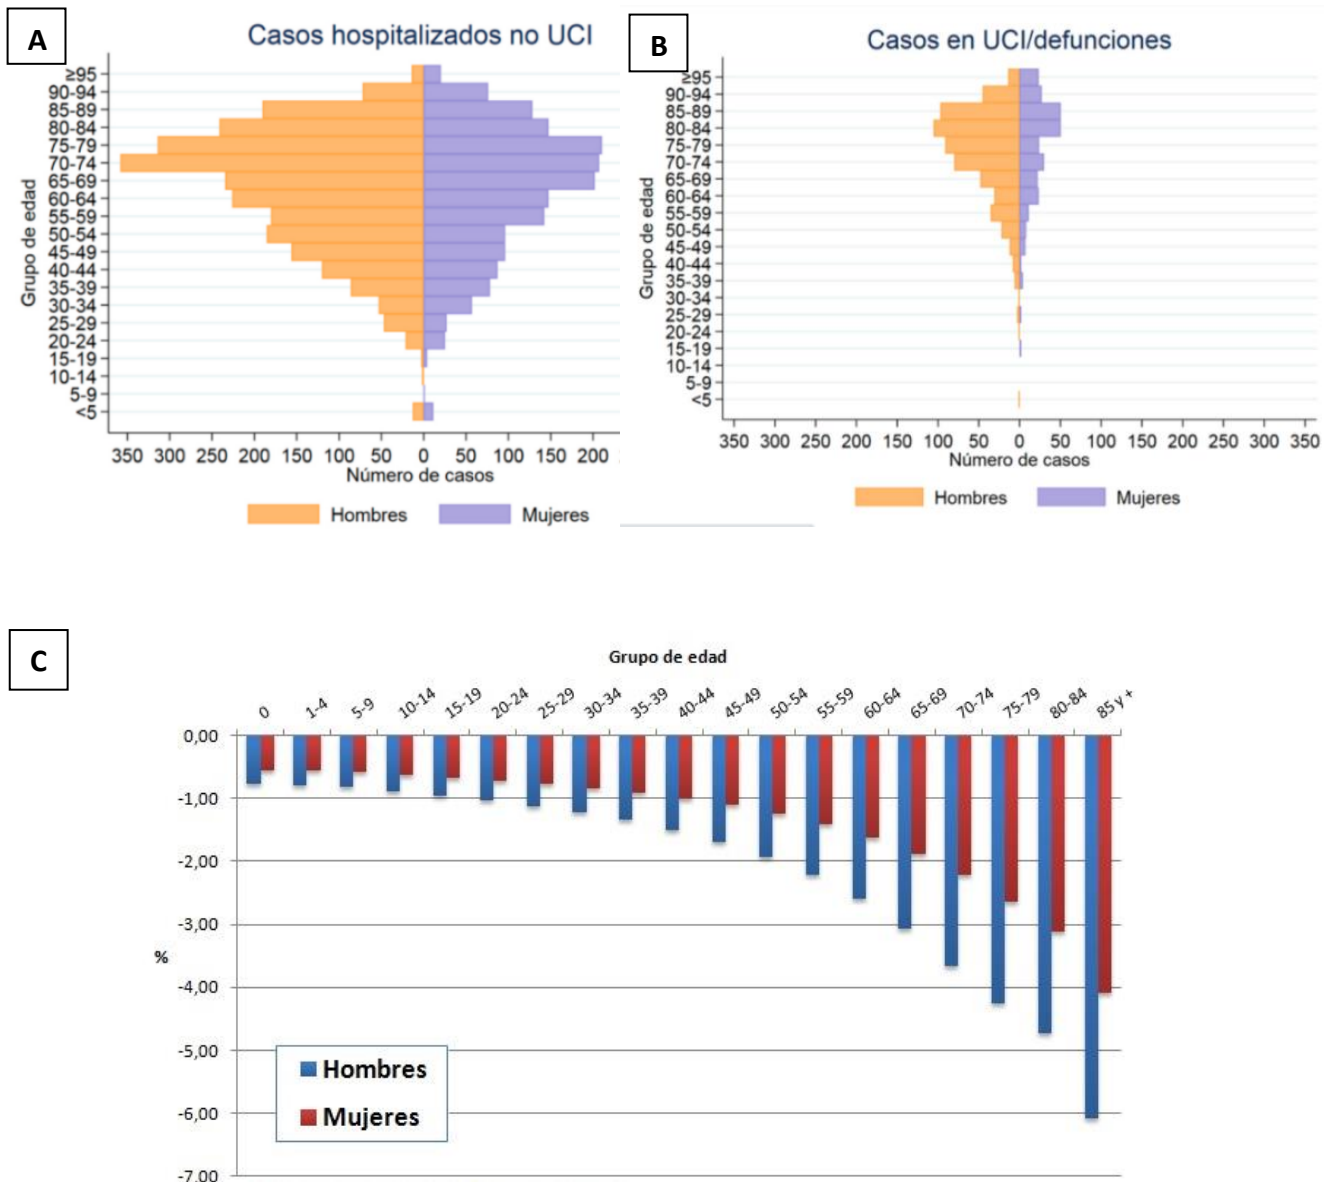 A
Casos hospitalizados no UCI
Grupo de edad
≥95
90-94
85-89
80-84
75-79
70-74
65-69
60-64
55-59
50-54
45-49
40-44
35-39
30-34
25-29
20-24
15-19
10-14
5-9
<5
350 300 250 200 150 100 50 0 50 100 150 200
Número de casos
Hombres Mujeres
B
Casos en UCI/defunciones
Grupo de edad
≥95
90-94
85-89
80-84
75-79
70-74
65-69
60-64
55-59
50-54
45-49
40-44
35-39
30-34
25-29
20-24
15-19
10-14
5-9
<5
350 300 250 200 150 100 50 0 50 100 150 200 250 300 350
Número de casos
Hombres Mujeres
C
Grupo de edad
0 1-4 5-9 10-14 15-19 20-24 25-29 30-34 35-39 40-44 45-49 50-54 55-59 60-64 65-69 70-74 75-79 80-84 85 y +
0,00
-1,00
-2,00
-3,00
%
-4,00
-5,00
-6,00
-7,00
Hombres
Mujeres